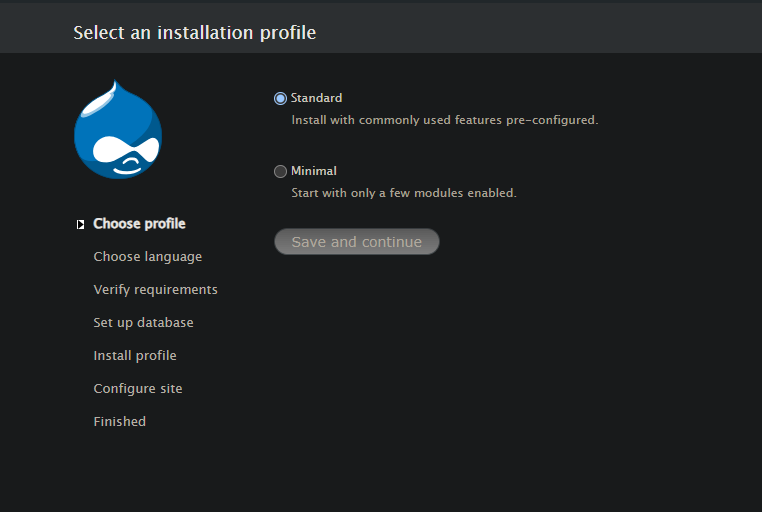 Select an installation profile
Standard
Install with commonly used features pre-configured.
Minimal
Start with only a few modules enabled.
Save and continue
Choose profile
Choose language
Verify requirements
Set up database
Install profile
Configure site
Finished